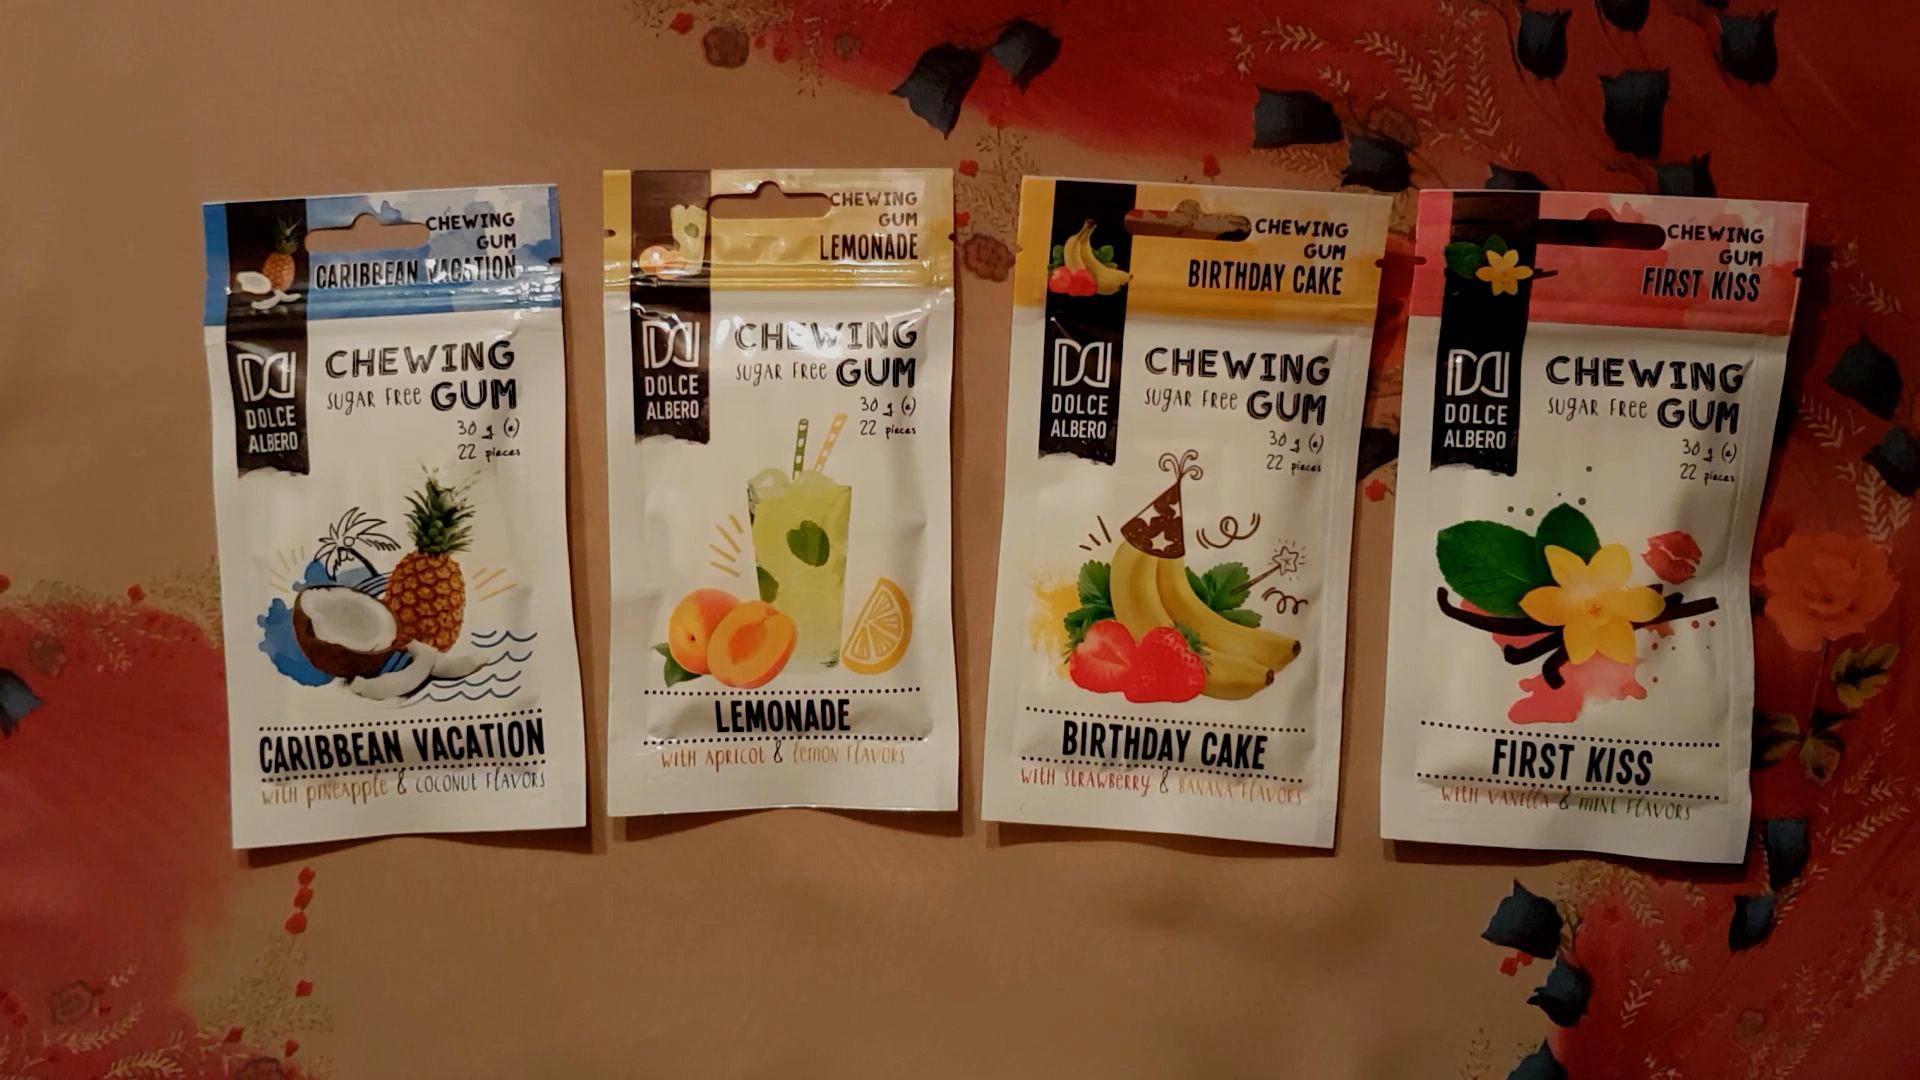 CHEWING
GUM
CARIBBEAN VACATION
DOLCE
ALBERO
CHEWING
SUGAR FREE GUM
30 g (e)
22 pieces
CARIBBEAN VACATION
WITH PINEAPPLE & COCONUT FLAVORS
CHEWING
GUM
LEMONADE
DOLCE
ALBERO
CHEWING
SUGAR FREE GUM
30 g (e)
22 pieces
LEMONADE
WITH APRICOT & LEMON FLAVORS
CHEWING
GUM
BIRTHDAY CAKE
DOLCE
ALBERO
CHEWING
SUGAR FREE GUM
30 g (e)
22 pieces
BIRTHDAY CAKE
WITH STRAWBERRY & BANANA FLAVORS
CHEWING
GUM
FIRST KISS
DOLCE
ALBERO
CHEWING
SUGAR FREE GUM
30 g (e)
22 pieces
FIRST KISS
WITH VANILLA & MINT FLAVORS